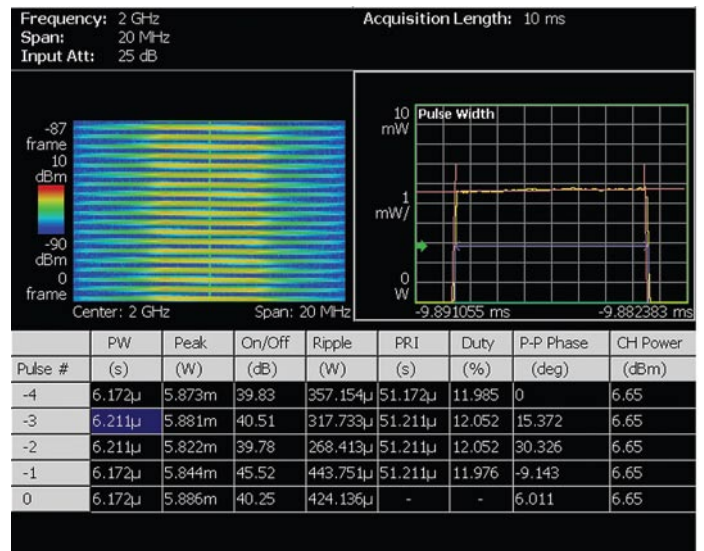 Frequency: 2 GHz Acquisition Length: 10 ms
Span: 20 MHz
Input Att: 25 dB
-87
frame
10
dBm
-90
dBm
0
frame
Center: 2 GHz Span: 20 MHz
10
mW
Pulse Width
1
mW/
0
W
-9.891055 ms -9.882383 ms
PW Peak On/Off Ripple PRI Duty P-P Phase CH Power
Pulse # (s) (W) (dB) (W) (s) (%) (deg) (dBm)
-4 6.172µ 5.873m 39.83 357.154µ 51.172µ 11.985 0 6.65
-3 6.211µ 5.881m 40.51 317.733µ 51.211µ 12.052 15.372 6.65
-2 6.211µ 5.822m 39.78 268.413µ 51.211µ 12.052 30.326 6.65
-1 6.172µ 5.844m 45.52 443.751µ 51.211µ 11.976 -9.143 6.65
0 6.172µ 5.886m 40.25 424.136µ - - 6.011 6.65